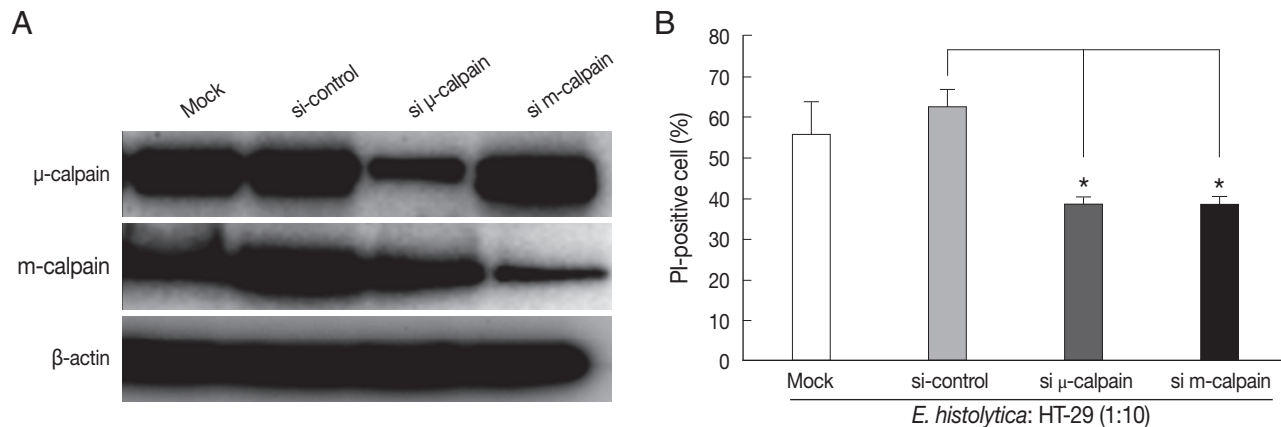 A
Mock
si-control
si μ-calpain
si m-calpain
μ-calpain
m-calpain
β-actin
B
PI-positive cell (%)
80
70
60
50
40
30
20
10
0
*
*
Mock
si-control
si μ-calpain
si m-calpain
E. histolytica: HT-29 (1:10)